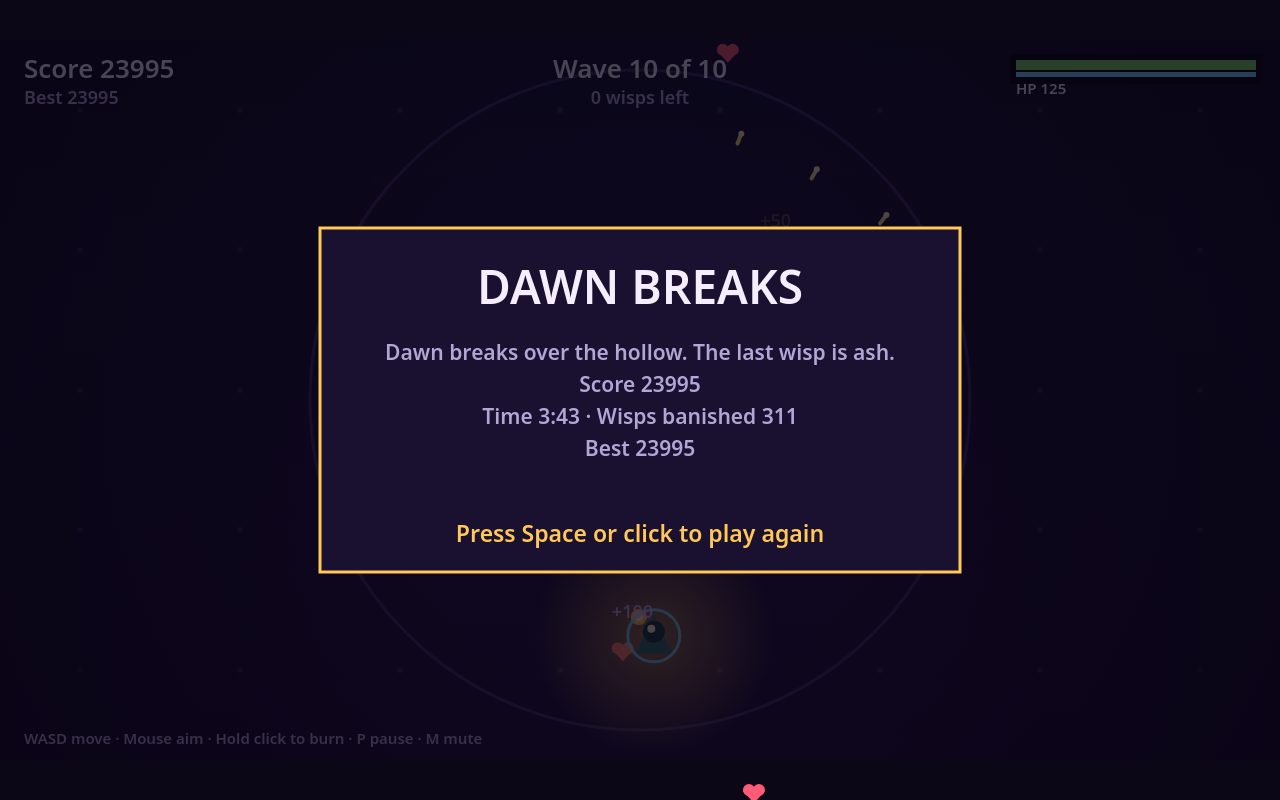 Score 23995
Best 23995
Wave 10 of 10
0 wisps left
HP 125
+50
DAWN BREAKS
Dawn breaks over the hollow. The last wisp is ash.
Score 23995
Time 3:43 · Wisps banished 311
Best 23995
Press Space or click to play again
WASD move · Mouse aim · Hold click to burn · P pause · M mute